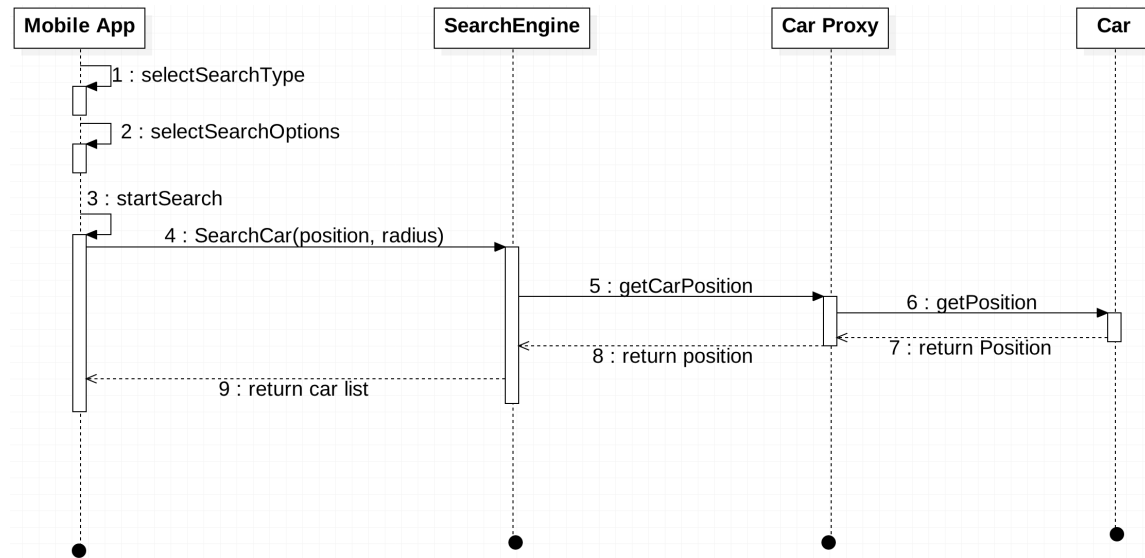 Mobile App
SearchEngine
Car Proxy
Car
1 : selectSearchType
2 : selectSearchOptions
3 : startSearch
4 : SearchCar(position, radius)
5 : getCarPosition
6 : getPosition
7 : return Position
8 : return position
9 : return car list